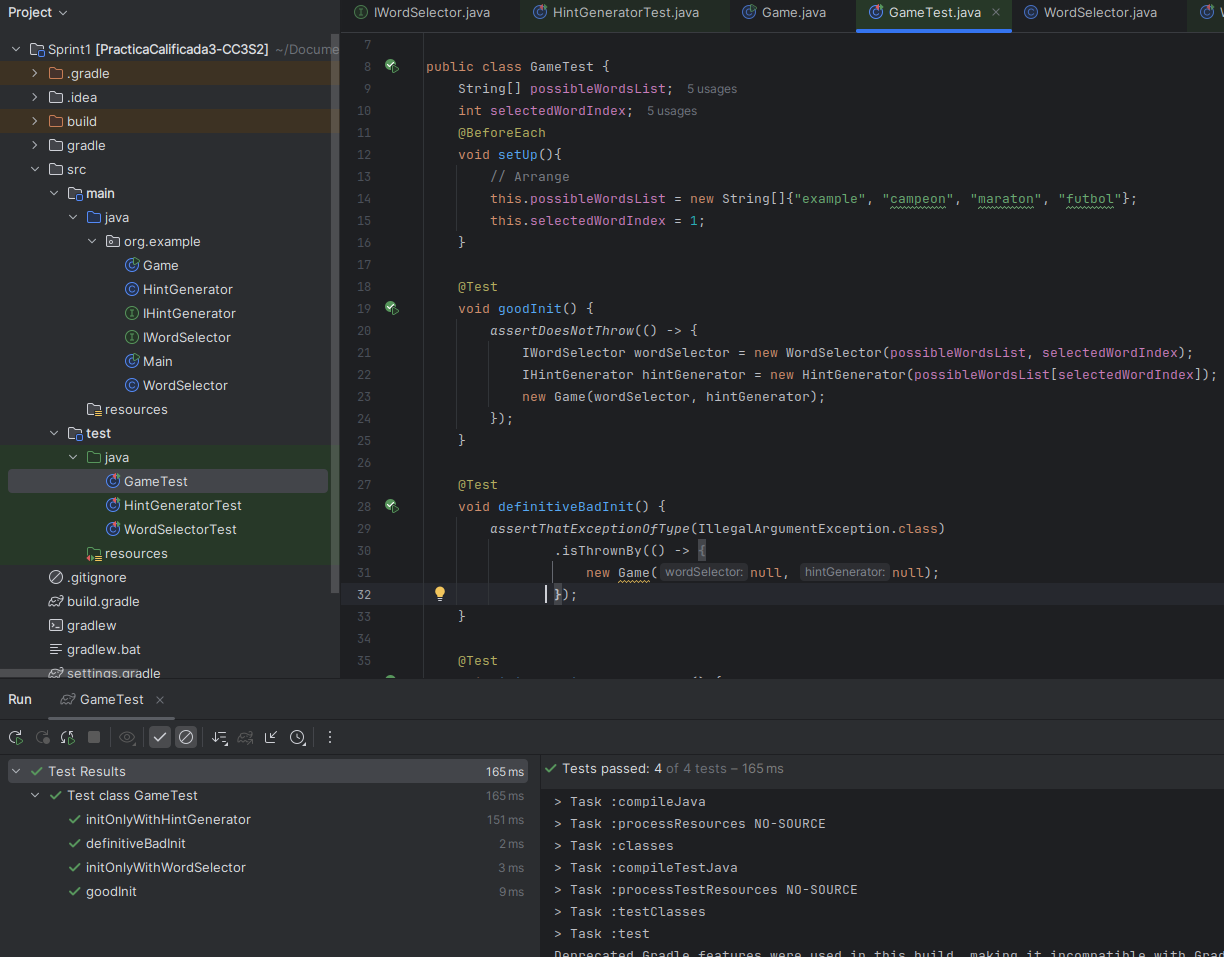 Project
IWordSelector.java HintGeneratorTest.java Game.java GameTest.java WordSelector.java
Sprint1 [PracticaCalificada3-CC3S2] ~/Docume
.gradle
.idea
build
gradle
src
main
java
org.example
Game
HintGenerator
IHintGenerator
IWordSelector
Main
WordSelector
resources
test
java
GameTest
HintGeneratorTest
WordSelectorTest
resources
.gitignore
build.gradle
gradlew
gradlew.bat
settings.gradle
7
8 public class GameTest {
9 String[] possibleWordsList; 5 usages
10 int selectedWordIndex; 5 usages
11 @BeforeEach
12 void setUp(){
13 // Arrange
14 this.possibleWordsList = new String[]{"example", "campeon", "maraton", "futbol"};
15 this.selectedWordIndex = 1;
16 }
17
18 @Test
19 void goodInit() {
20 assertDoesNotThrow(() -> {
21 IWordSelector wordSelector = new WordSelector(possibleWordsList, selectedWordIndex);
22 IHintGenerator hintGenerator = new HintGenerator(possibleWordsList[selectedWordIndex]);
23 new Game(wordSelector, hintGenerator);
24 });
25 }
26
27 @Test
28 void definitiveBadInit() {
29 assertThatExceptionOfType(IllegalArgumentException.class)
30 .isThrownBy(() -> {
31 new Game( wordSelector: null, hintGenerator: null);
32 });
33 }
34
35 @Test
Run GameTest
Test Results 165 ms
Test class GameTest 165 ms
initOnlyWithHintGenerator 151 ms
definitiveBadInit 2 ms
initOnlyWithWordSelector 3 ms
goodInit 9 ms
Tests passed: 4 of 4 tests – 165 ms
> Task :compileJava
> Task :processResources NO-SOURCE
> Task :classes
> Task :compileTestJava
> Task :processTestResources NO-SOURCE
> Task :testClasses
> Task :test
Deprecated Gradle features were used in this build, making it incompatible with Grad